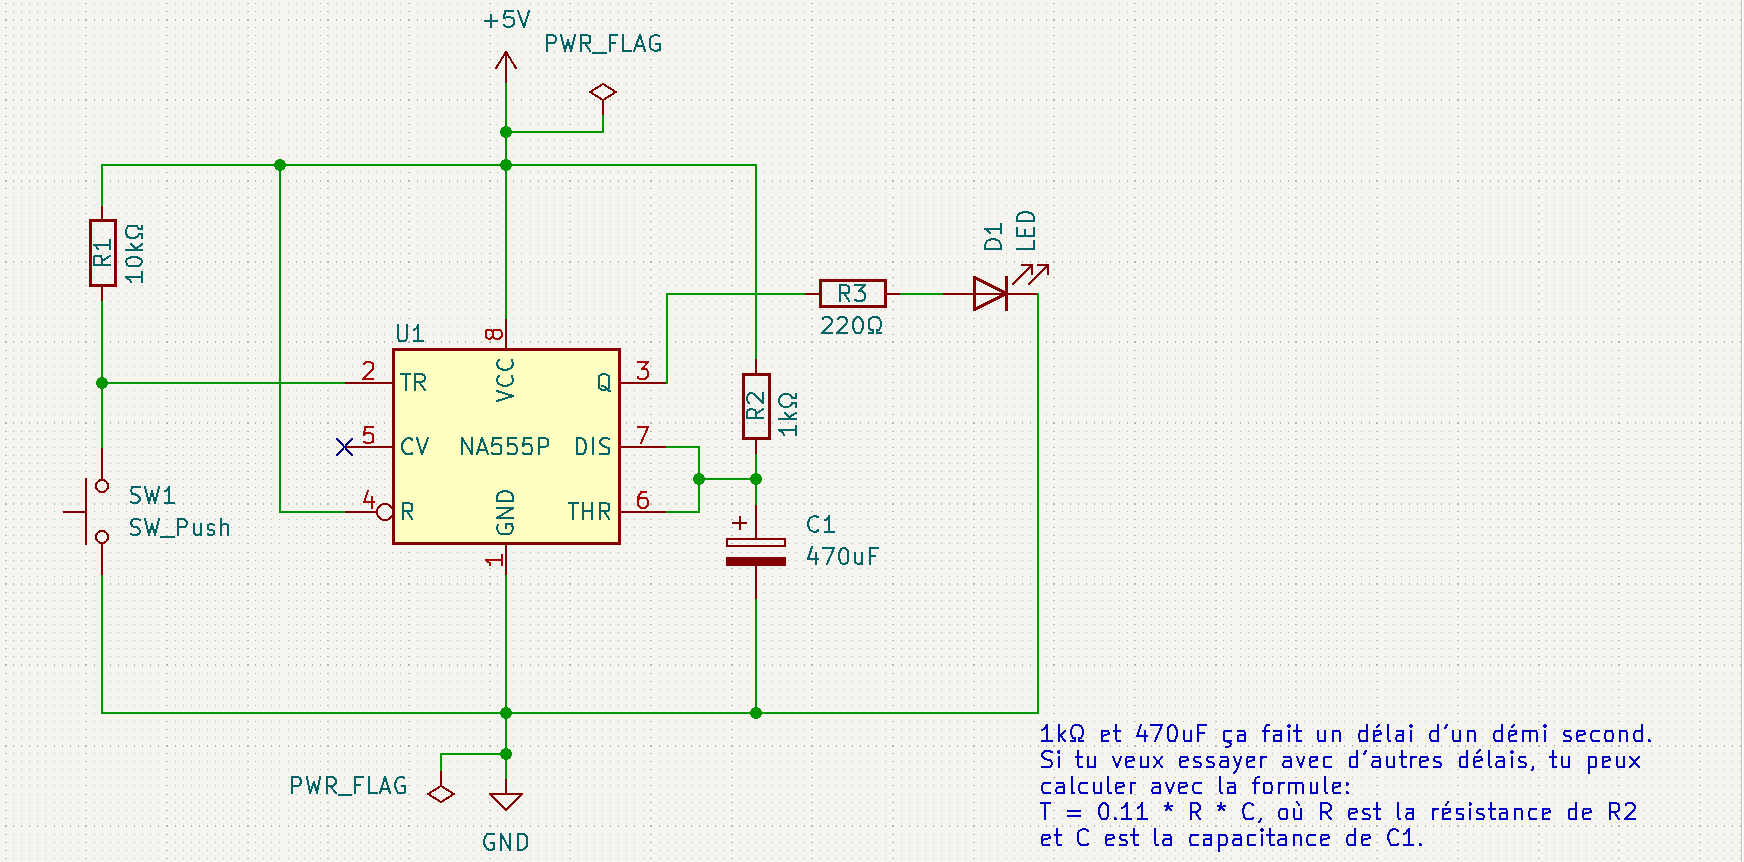 +5V
PWR_FLAG
R1
10kΩ
D1
LED
R3
220Ω
U1
8
2
TR
VCC
Q
3
R2
1kΩ
5
CV
NA555P
DIS
7
4
R
GND
THR
6
1
SW1
SW_Push
+
C1
470uF
PWR_FLAG
GND
1kΩ et 470uF ça fait un délai d'un démi second.
Si tu veux essayer avec d'autres délais, tu peux
calculer avec la formule:
T = 0.11 * R * C, où R est la résistance de R2
et C est la capacitance de C1.